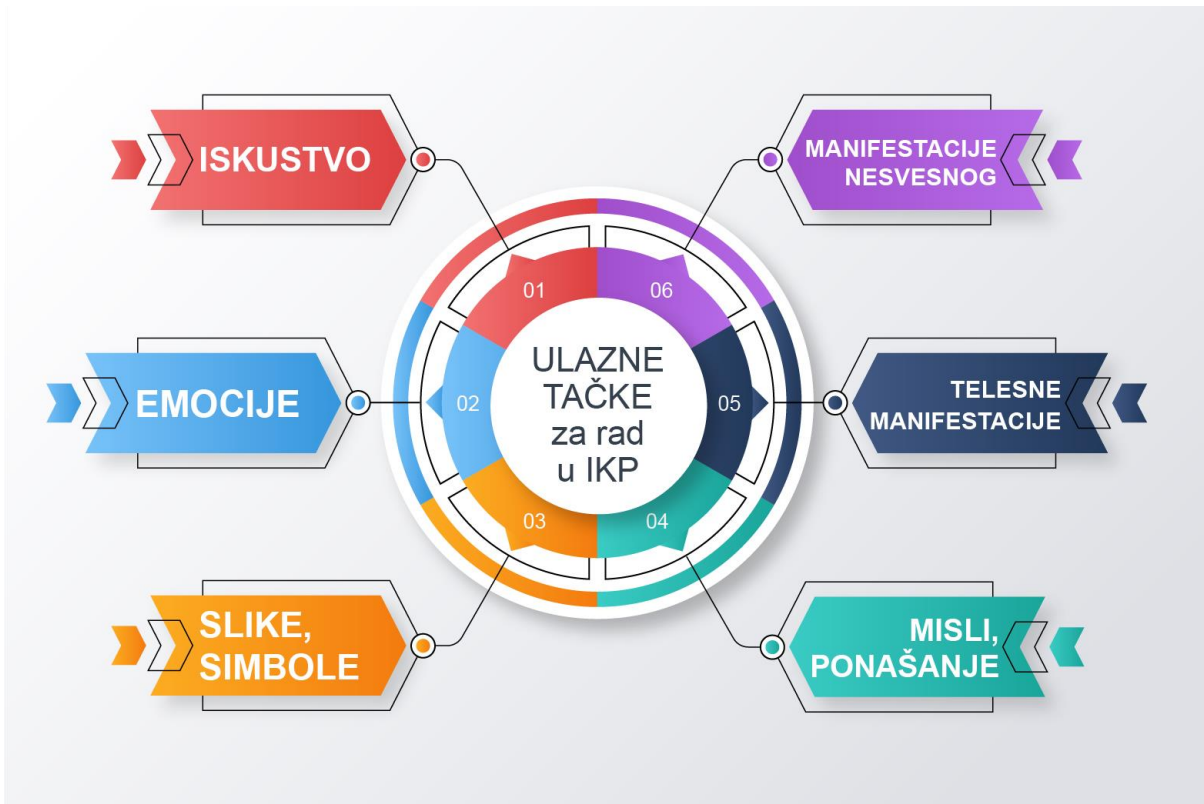 ISKUSTVO
MANIFESTACIJE
NESVESNOG
01
06
EMOCIJE
02
ULAZNE
TAČKE
za rad
u IKP
05
TELESNE
MANIFESTACIJE
03
04
SLIKE,
SIMBOLE
MISLI,
PONAŠANJE